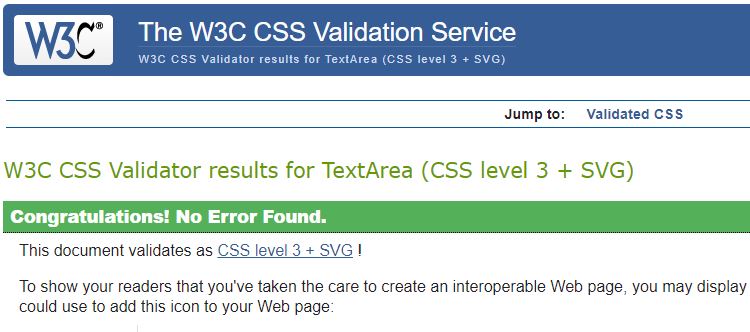 W3C®
The W3C CSS Validation Service
W3C CSS Validator results for TextArea (CSS level 3 + SVG)
Jump to: Validated CSS
W3C CSS Validator results for TextArea (CSS level 3 + SVG)
Congratulations! No Error Found.
This document validates as CSS level 3 + SVG !
To show your readers that you've taken the care to create an interoperable Web page, you may display
could use to add this icon to your Web page: